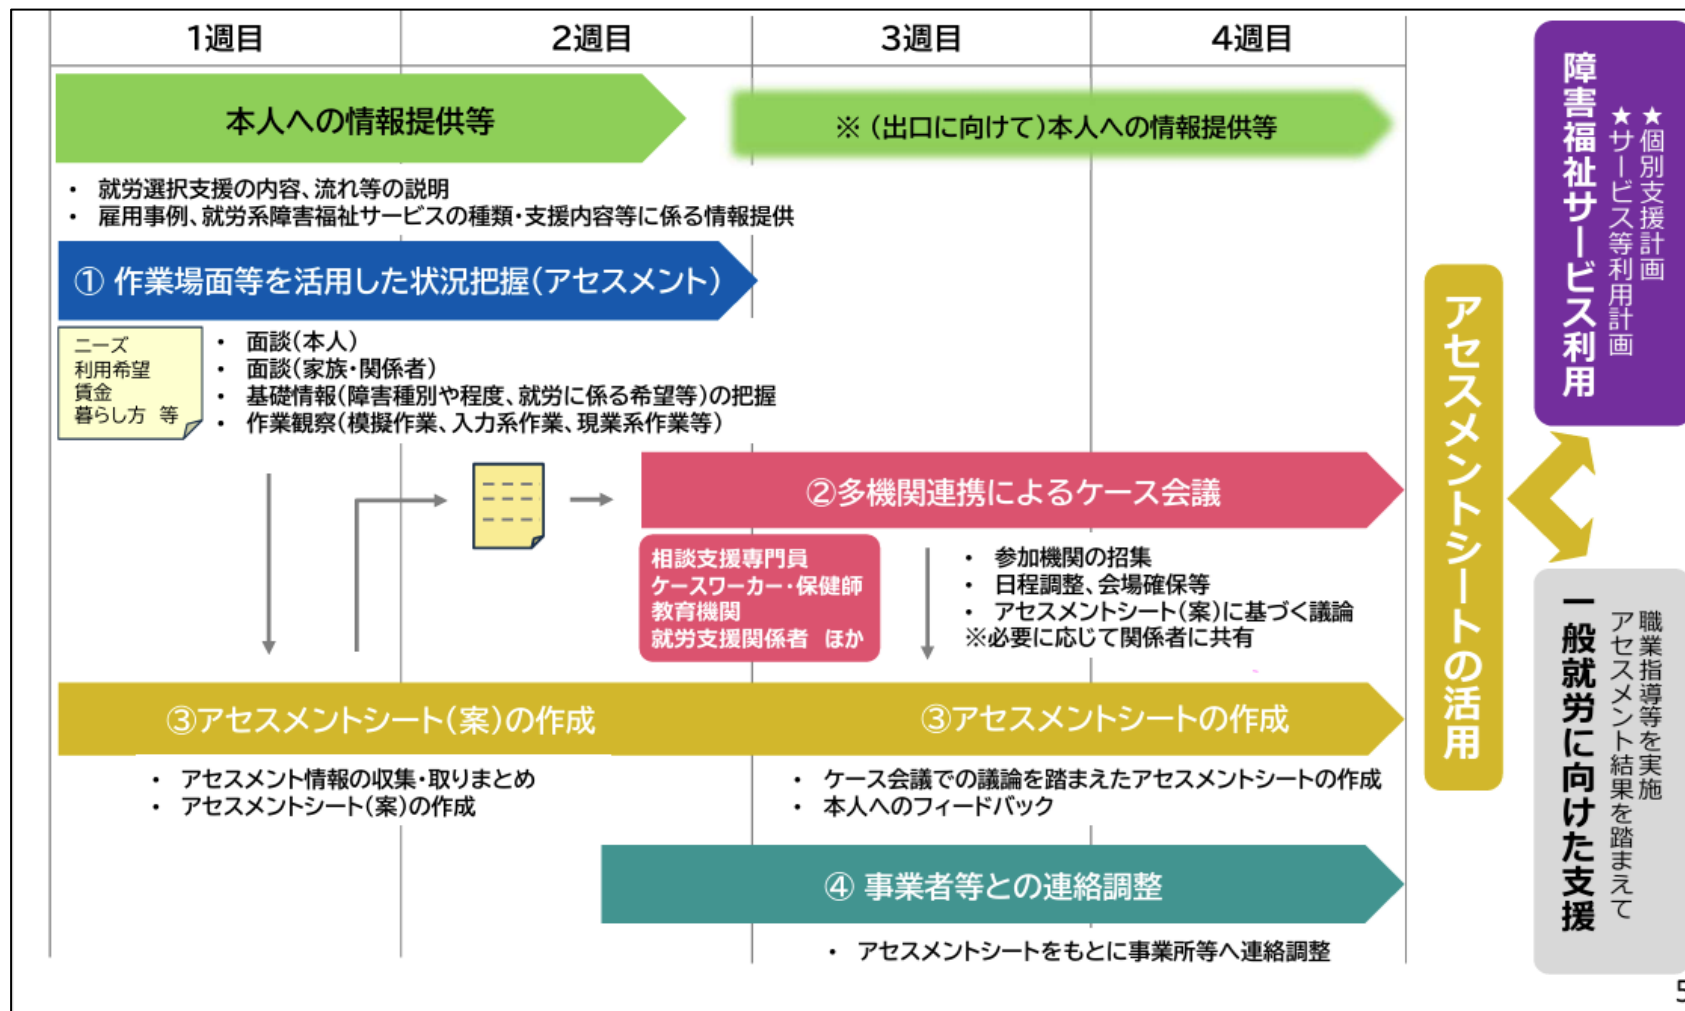 1週目
2週目
3週目
4週目
本人への情報提供等
※ (出口に向けて)本人への情報提供等
・ 就労選択支援の内容、流れ等の説明
・ 雇用事例、就労系障害福祉サービスの種類・支援内容等に係る情報提供
① 作業場面等を活用した状況把握(アセスメント)
ニーズ
利用希望
賃金
暮らし方 等
・ 面談(本人)
・ 面談(家族・関係者)
・ 基礎情報(障害種別や程度、就労に係る希望等)の把握
・ 作業観察(模擬作業、入力系作業、現業系作業等)
②多機関連携によるケース会議
相談支援専門員
ケースワーカー・保健師
教育機関
就労支援関係者 ほか
・ 参加機関の招集
・ 日程調整、会場確保等
・ アセスメントシート(案)に基づく議論
※必要に応じて関係者に共有
③アセスメントシート(案)の作成
③アセスメントシートの作成
・ アセスメント情報の収集・取りまとめ
・ アセスメントシート(案)の作成
・ ケース会議での議論を踏まえたアセスメントシートの作成
・ 本人へのフィードバック
④ 事業者等との連絡調整
・ アセスメントシートをもとに事業所等へ連絡調整
アセスメントシートの活用
障害福祉サービス利用
★個別支援計画
★サービス等利用計画
一般就労に向けた支援
アセスメント結果を踏まえて
職業指導等を実施
5